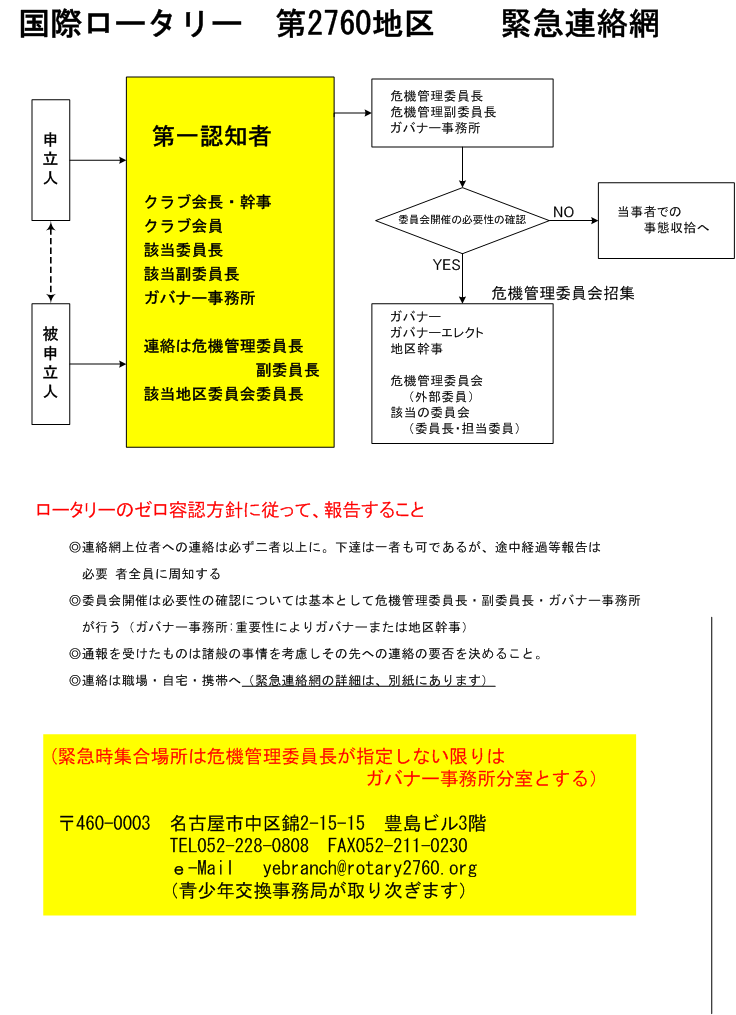 国際ロータリー　第2760地区　　緊急連絡網
申立人
被申立人
第一認知者
クラブ会長・幹事
クラブ会員
該当委員長
該当副委員長
ガバナー事務所
連絡は危機管理委員長
副委員長
該当地区委員会委員長
危機管理委員長
危機管理副委員長
ガバナー事務所
委員会開催の必要性の確認
NO
当事者での
事態収拾へ
YES
危機管理委員会招集
ガバナー
ガバナーエレクト
地区幹事
危機管理委員会
（外部委員）
該当の委員会
（委員長・担当委員）
ロータリーのゼロ容認方針に従って、報告すること
◎連絡網上位者への連絡は必ず二者以上に。下達は一者も可であるが、途中経過等報告は
必要 者全員に周知する
◎委員会開催は必要性の確認については基本として危機管理委員長・副委員長・ガバナー事務所
が行う（ガバナー事務所:重要性によりガバナーまたは地区幹事）
◎通報を受けたものは諸般の事情を考慮しその先への連絡の要否を決めること。
◎連絡は職場・自宅・携帯へ（緊急連絡網の詳細は、別紙にあります）
（緊急時集合場所は危機管理委員長が指定しない限りは
ガバナー事務所分室とする）
〒460-0003　名古屋市中区錦2-15-15　豊島ビル3階
TEL052-228-0808　FAX052-211-0230
ｅ-Mail　yebranch@rotary2760.org
（青少年交換事務局が取り次ぎます）